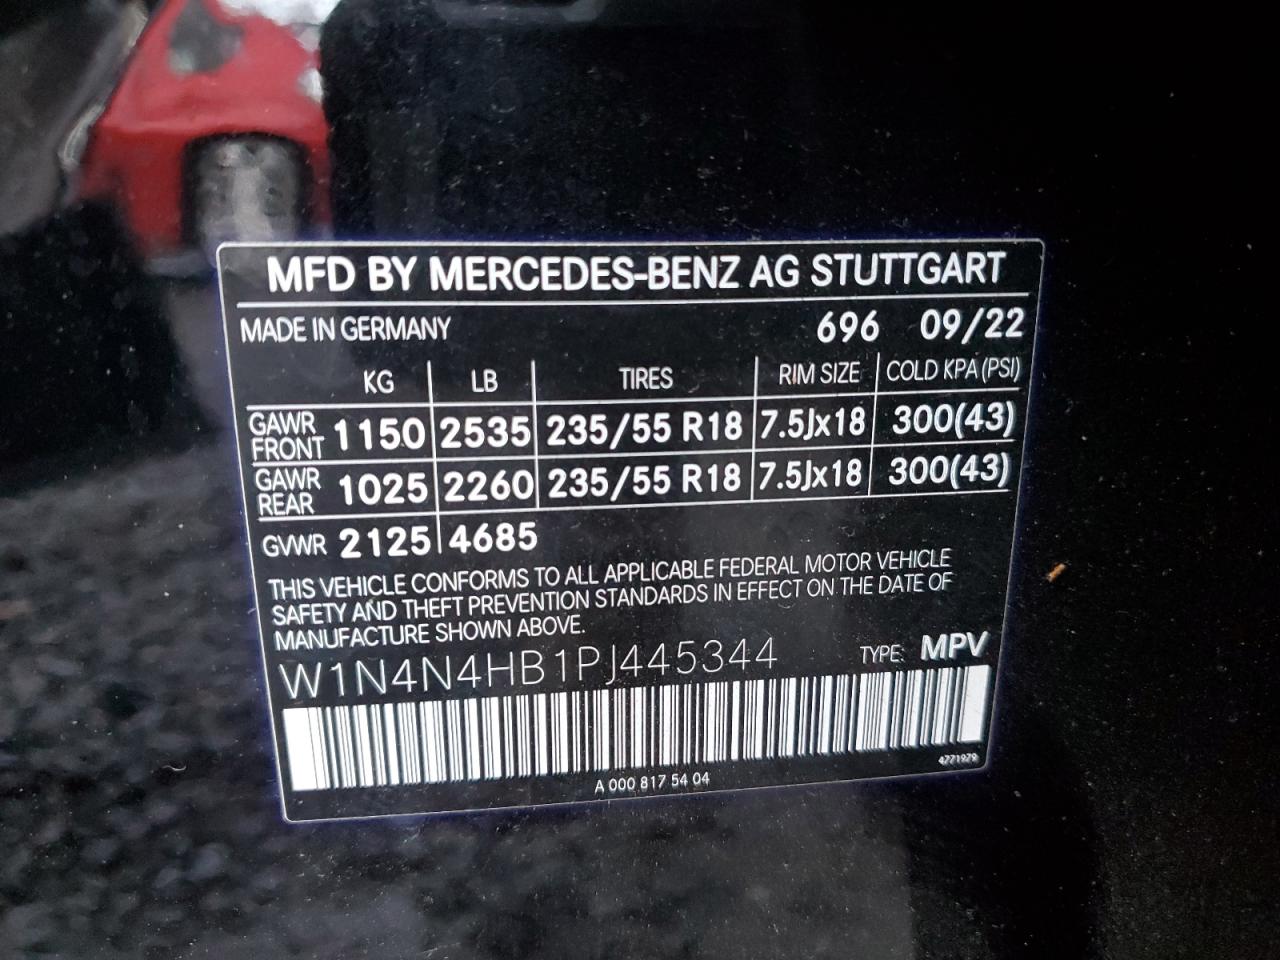 MFD BY MERCEDES-BENZ AG STUTTGART
MADE IN GERMANY 696 09/22
KG LB TIRES RIM SIZE COLD KPA (PSI)
GAWR FRONT 1150 2535 235/55 R18 7.5Jx18 300(43)
GAWR REAR 1025 2260 235/55 R18 7.5Jx18 300(43)
GVWR 2125 4685
THIS VEHICLE CONFORMS TO ALL APPLICABLE FEDERAL MOTOR VEHICLE
SAFETY AND THEFT PREVENTION STANDARDS IN EFFECT ON THE DATE OF
MANUFACTURE SHOWN ABOVE.
W1N4N4HB1PJ445344 TYPE: MPV
A 000 817 54 04 4771979